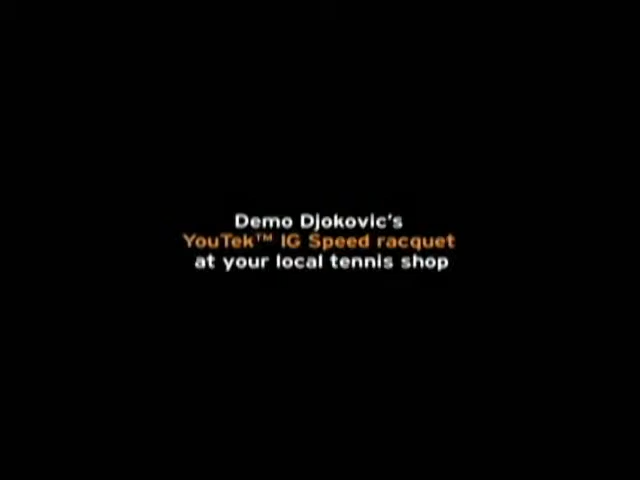 Demo Djokovic's
YouTek™ IG Speed racquet
at your local tennis shop